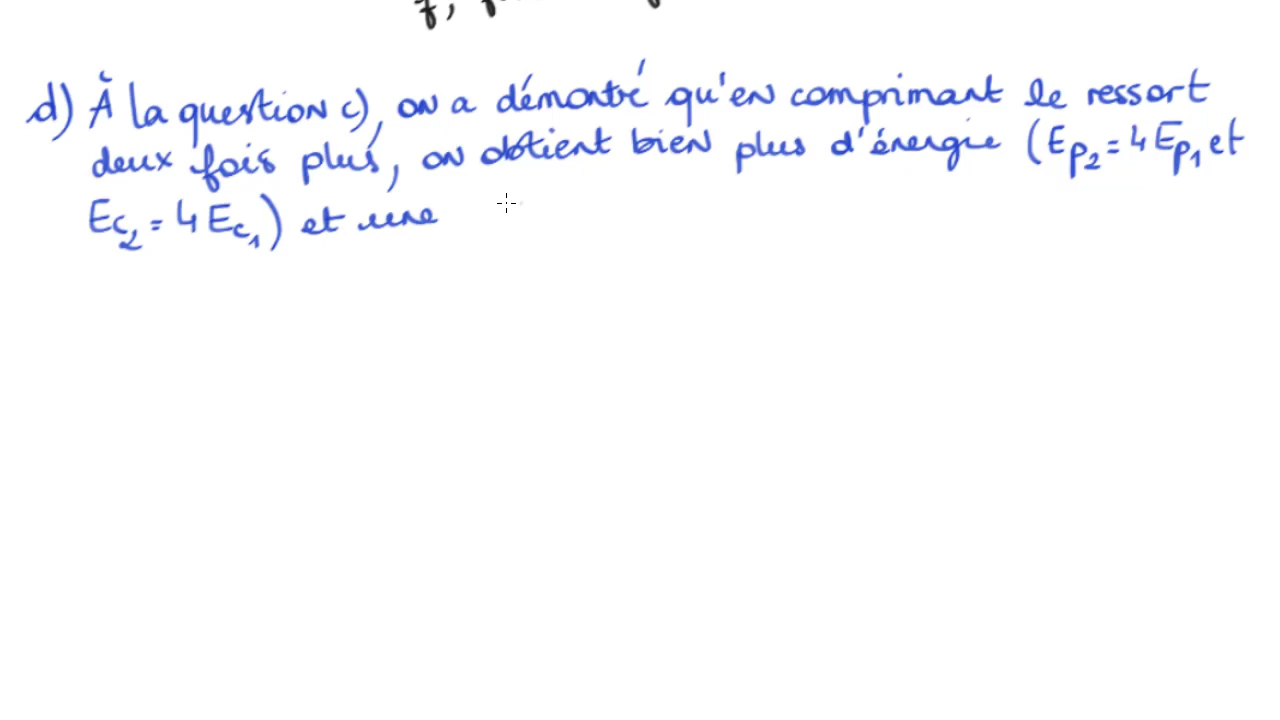 d) À la question c), on a démontré qu'en comprimant le ressort
deux fois plus, on obtient bien plus d'énergie (Ep₂ = 4 Ep₁ et
Ec₂ = 4 Ec₁) et une